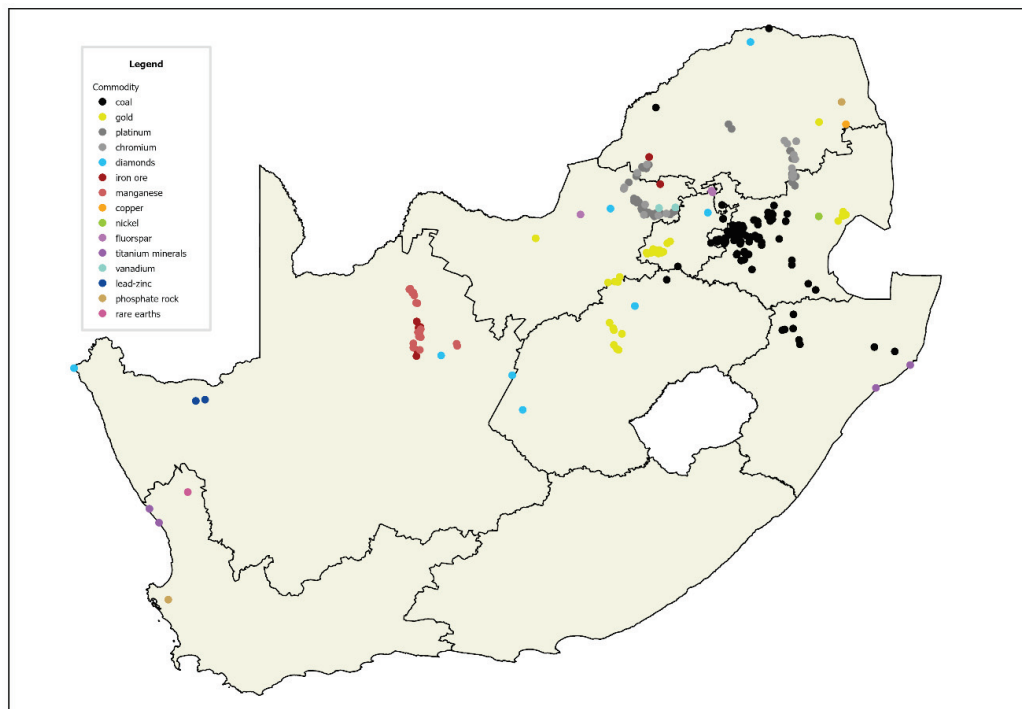 Legend
Commodity
coal
gold
platinum
chromium
diamonds
iron ore
manganese
copper
nickel
fluorspar
titanium minerals
vanadium
lead-zinc
phosphate rock
rare earths